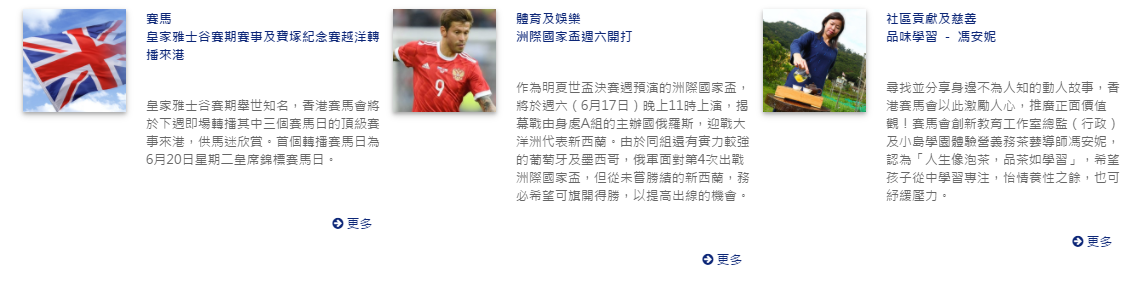 賽馬
皇家雅士谷賽期賽事及寶塚紀念賽越洋轉
播來港
皇家雅士谷賽期舉世知名，香港賽馬會將
於下週即場轉播其中三個賽馬日的頂級賽
事來港，供馬迷欣賞。首個轉播賽馬日為
6月20日星期二皇席錦標賽馬日。
更多
體育及娛樂
洲際國家盃週六開打
作為明夏世盃決賽週預演的洲際國家盃，
將於週六（6月17日）晚上11時上演，揭
幕戰由身處A組的主辦國俄羅斯，迎戰大
洋洲代表新西蘭。由於同組還有實力較強
的葡萄牙及墨西哥，俄軍面對第4次出戰
洲際國家盃，但從未嘗勝績的新西蘭，務
必希望可旗開得勝，以提高出線的機會。
更多
社區貢獻及慈善
品味學習 - 馮安妮
尋找並分享身邊不為人知的動人故事，香
港賽馬會以此激勵人心，推廣正面價值
觀！賽馬會創新教育工作室總監（行政）
及小島學園體驗營義務茶藝導師馮安妮，
認為「人生像泡茶，品茶如學習」，希望
孩子從中學習專注，怡情養性之餘，也可
紓緩壓力。
更多